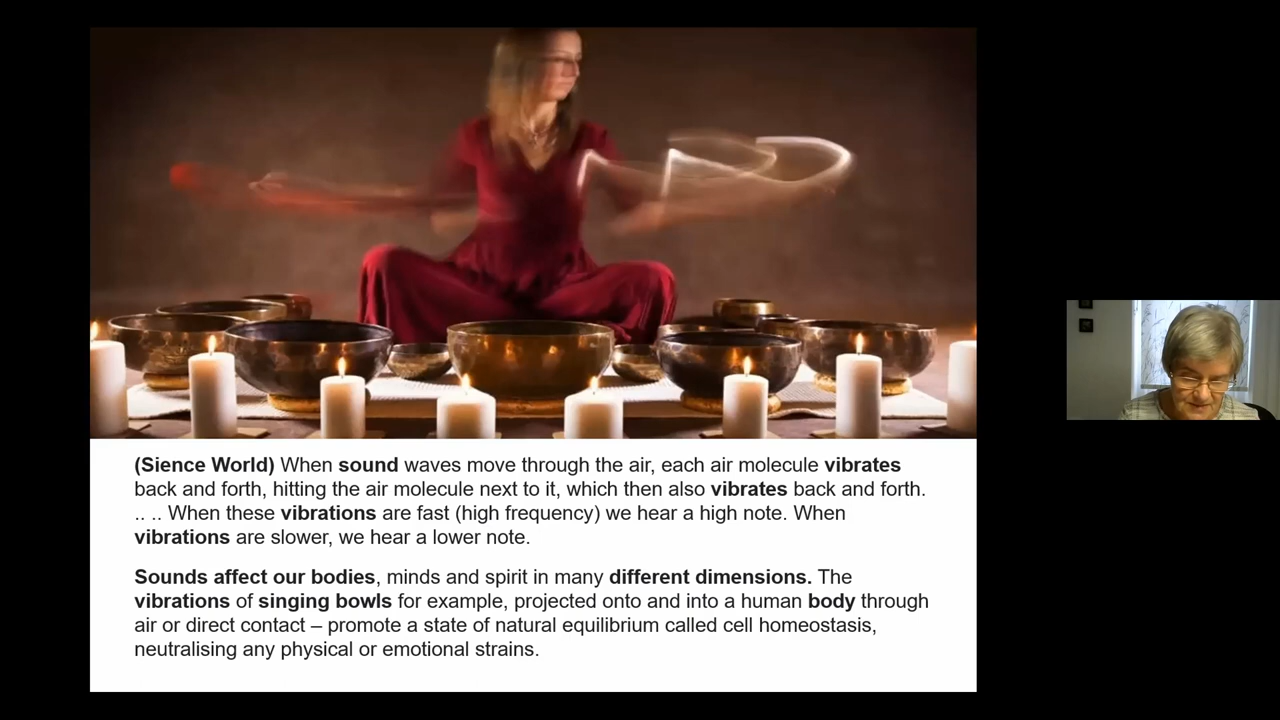 (Sience World) When sound waves move through the air, each air molecule vibrates
back and forth, hitting the air molecule next to it, which then also vibrates back and forth.
.. .. When these vibrations are fast (high frequency) we hear a high note. When
vibrations are slower, we hear a lower note.
Sounds affect our bodies, minds and spirit in many different dimensions. The
vibrations of singing bowls for example, projected onto and into a human body through
air or direct contact – promote a state of natural equilibrium called cell homeostasis,
neutralising any physical or emotional strains.